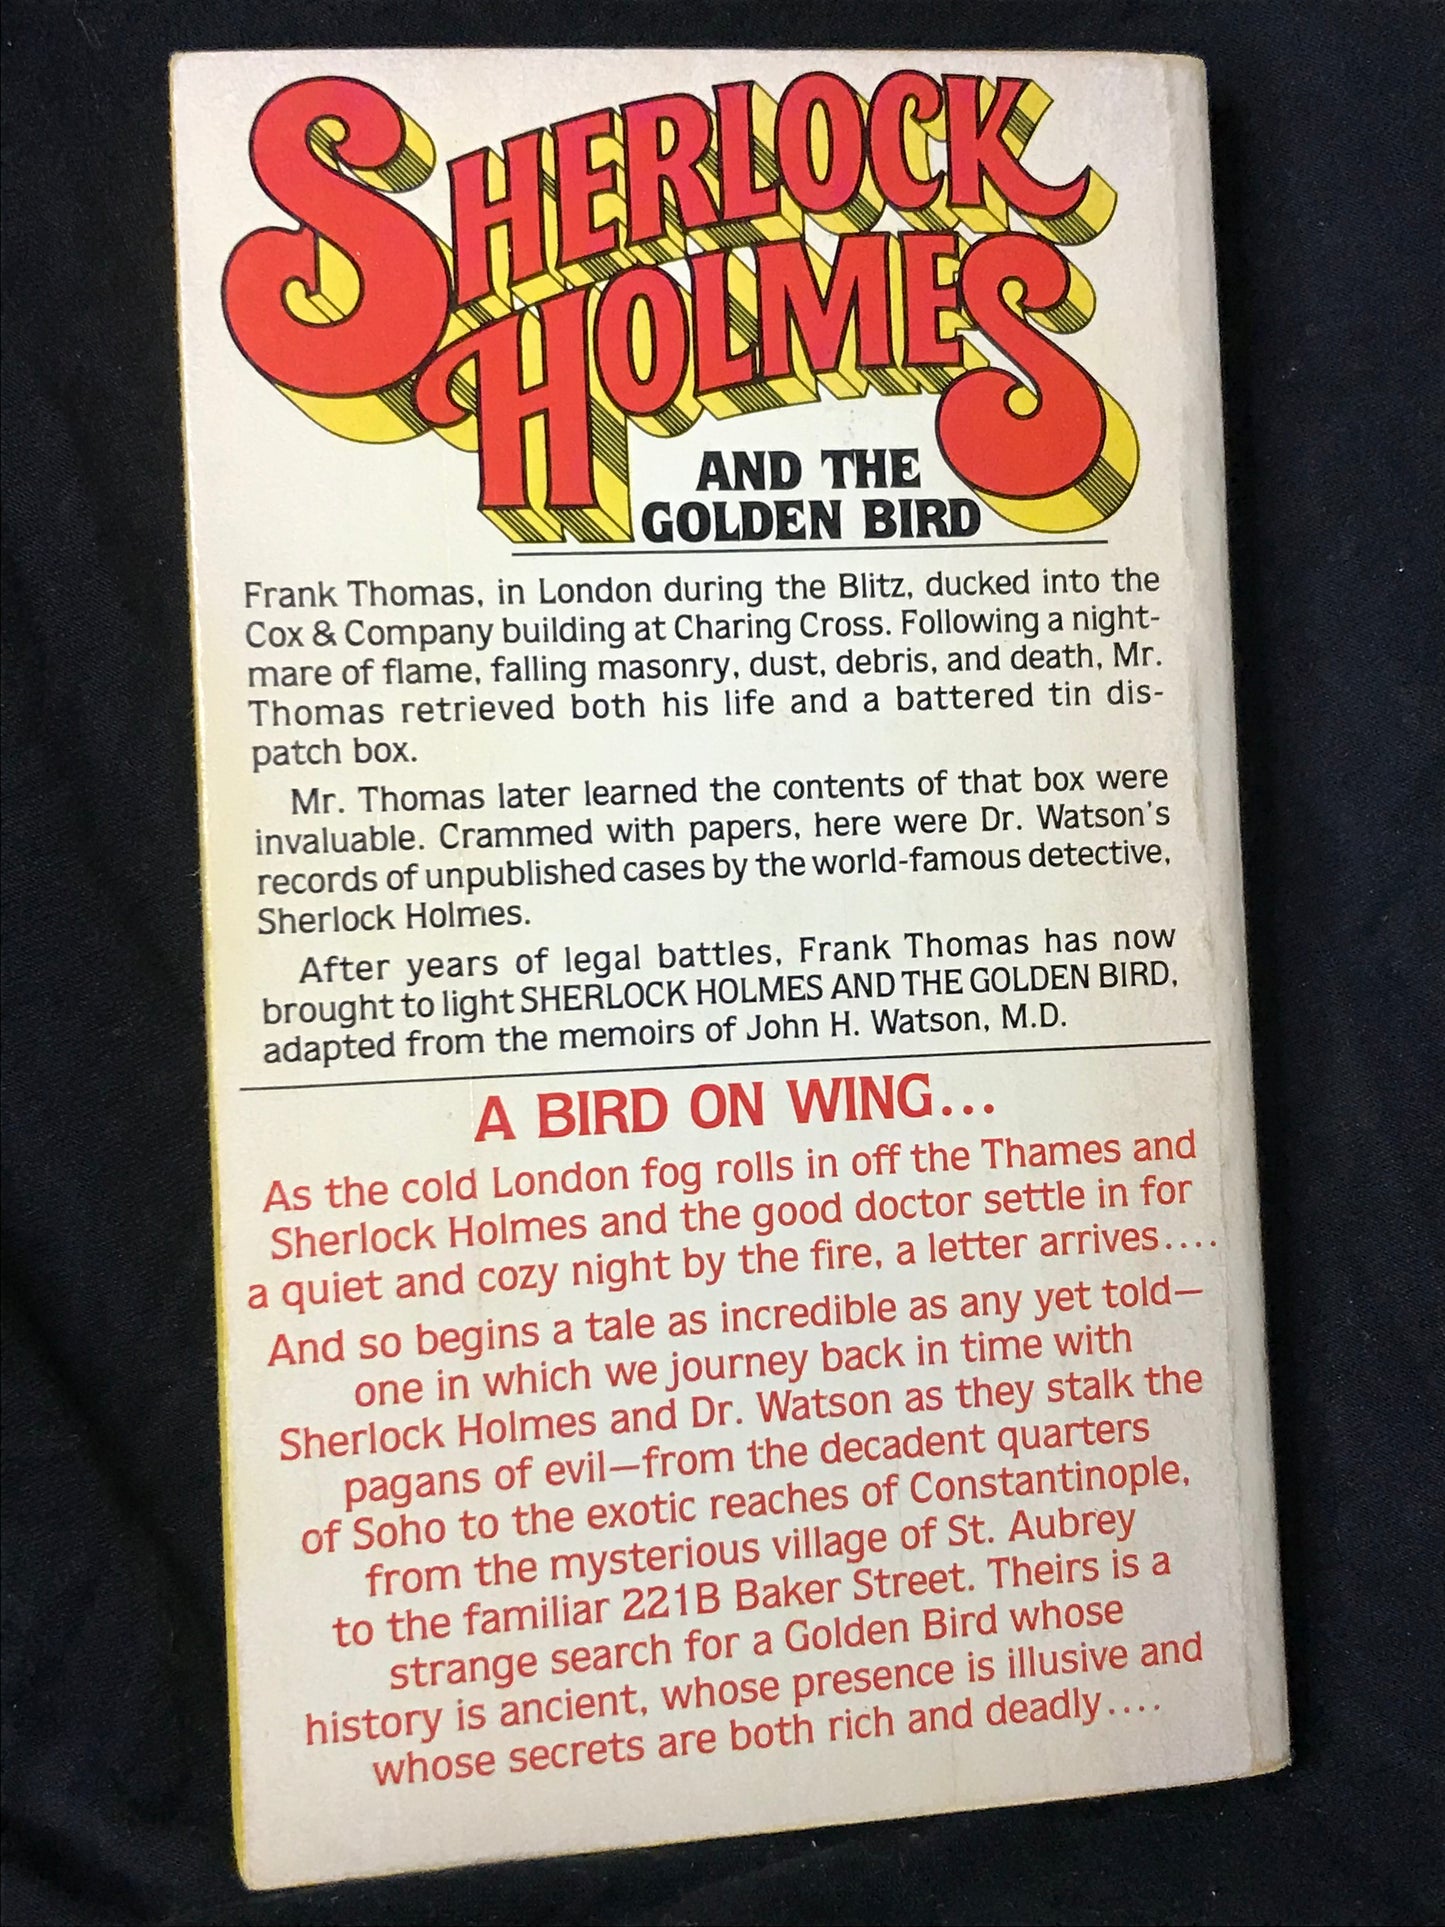 SHERLOCK
HOLMES
AND THE
GOLDEN BIRD
Frank Thomas, in London during the Blitz, ducked into the
Cox & Company building at Charing Cross. Following a night-
mare of flame, falling masonry, dust, debris, and death, Mr.
Thomas retrieved both his life and a battered tin dis-
patch box.
Mr. Thomas later learned the contents of that box were
invaluable. Crammed with papers, here were Dr. Watson's
records of unpublished cases by the world-famous detective,
Sherlock Holmes.
After years of legal battles, Frank Thomas has now
brought to light SHERLOCK HOLMES AND THE GOLDEN BIRD,
adapted from the memoirs of John H. Watson, M.D.
A BIRD ON WING...
As the cold London fog rolls in off the Thames and
Sherlock Holmes and the good doctor settle in for
a quiet and cozy night by the fire, a letter arrives....
And so begins a tale as incredible as any yet told—
one in which we journey back in time with
Sherlock Holmes and Dr. Watson as they stalk the
pagans of evil—from the decadent quarters
of Soho to the exotic reaches of Constantinople,
from the mysterious village of St. Aubrey
to the familiar 221B Baker Street. Theirs is a
strange search for a Golden Bird whose
history is ancient, whose presence is illusive and
whose secrets are both rich and deadly....